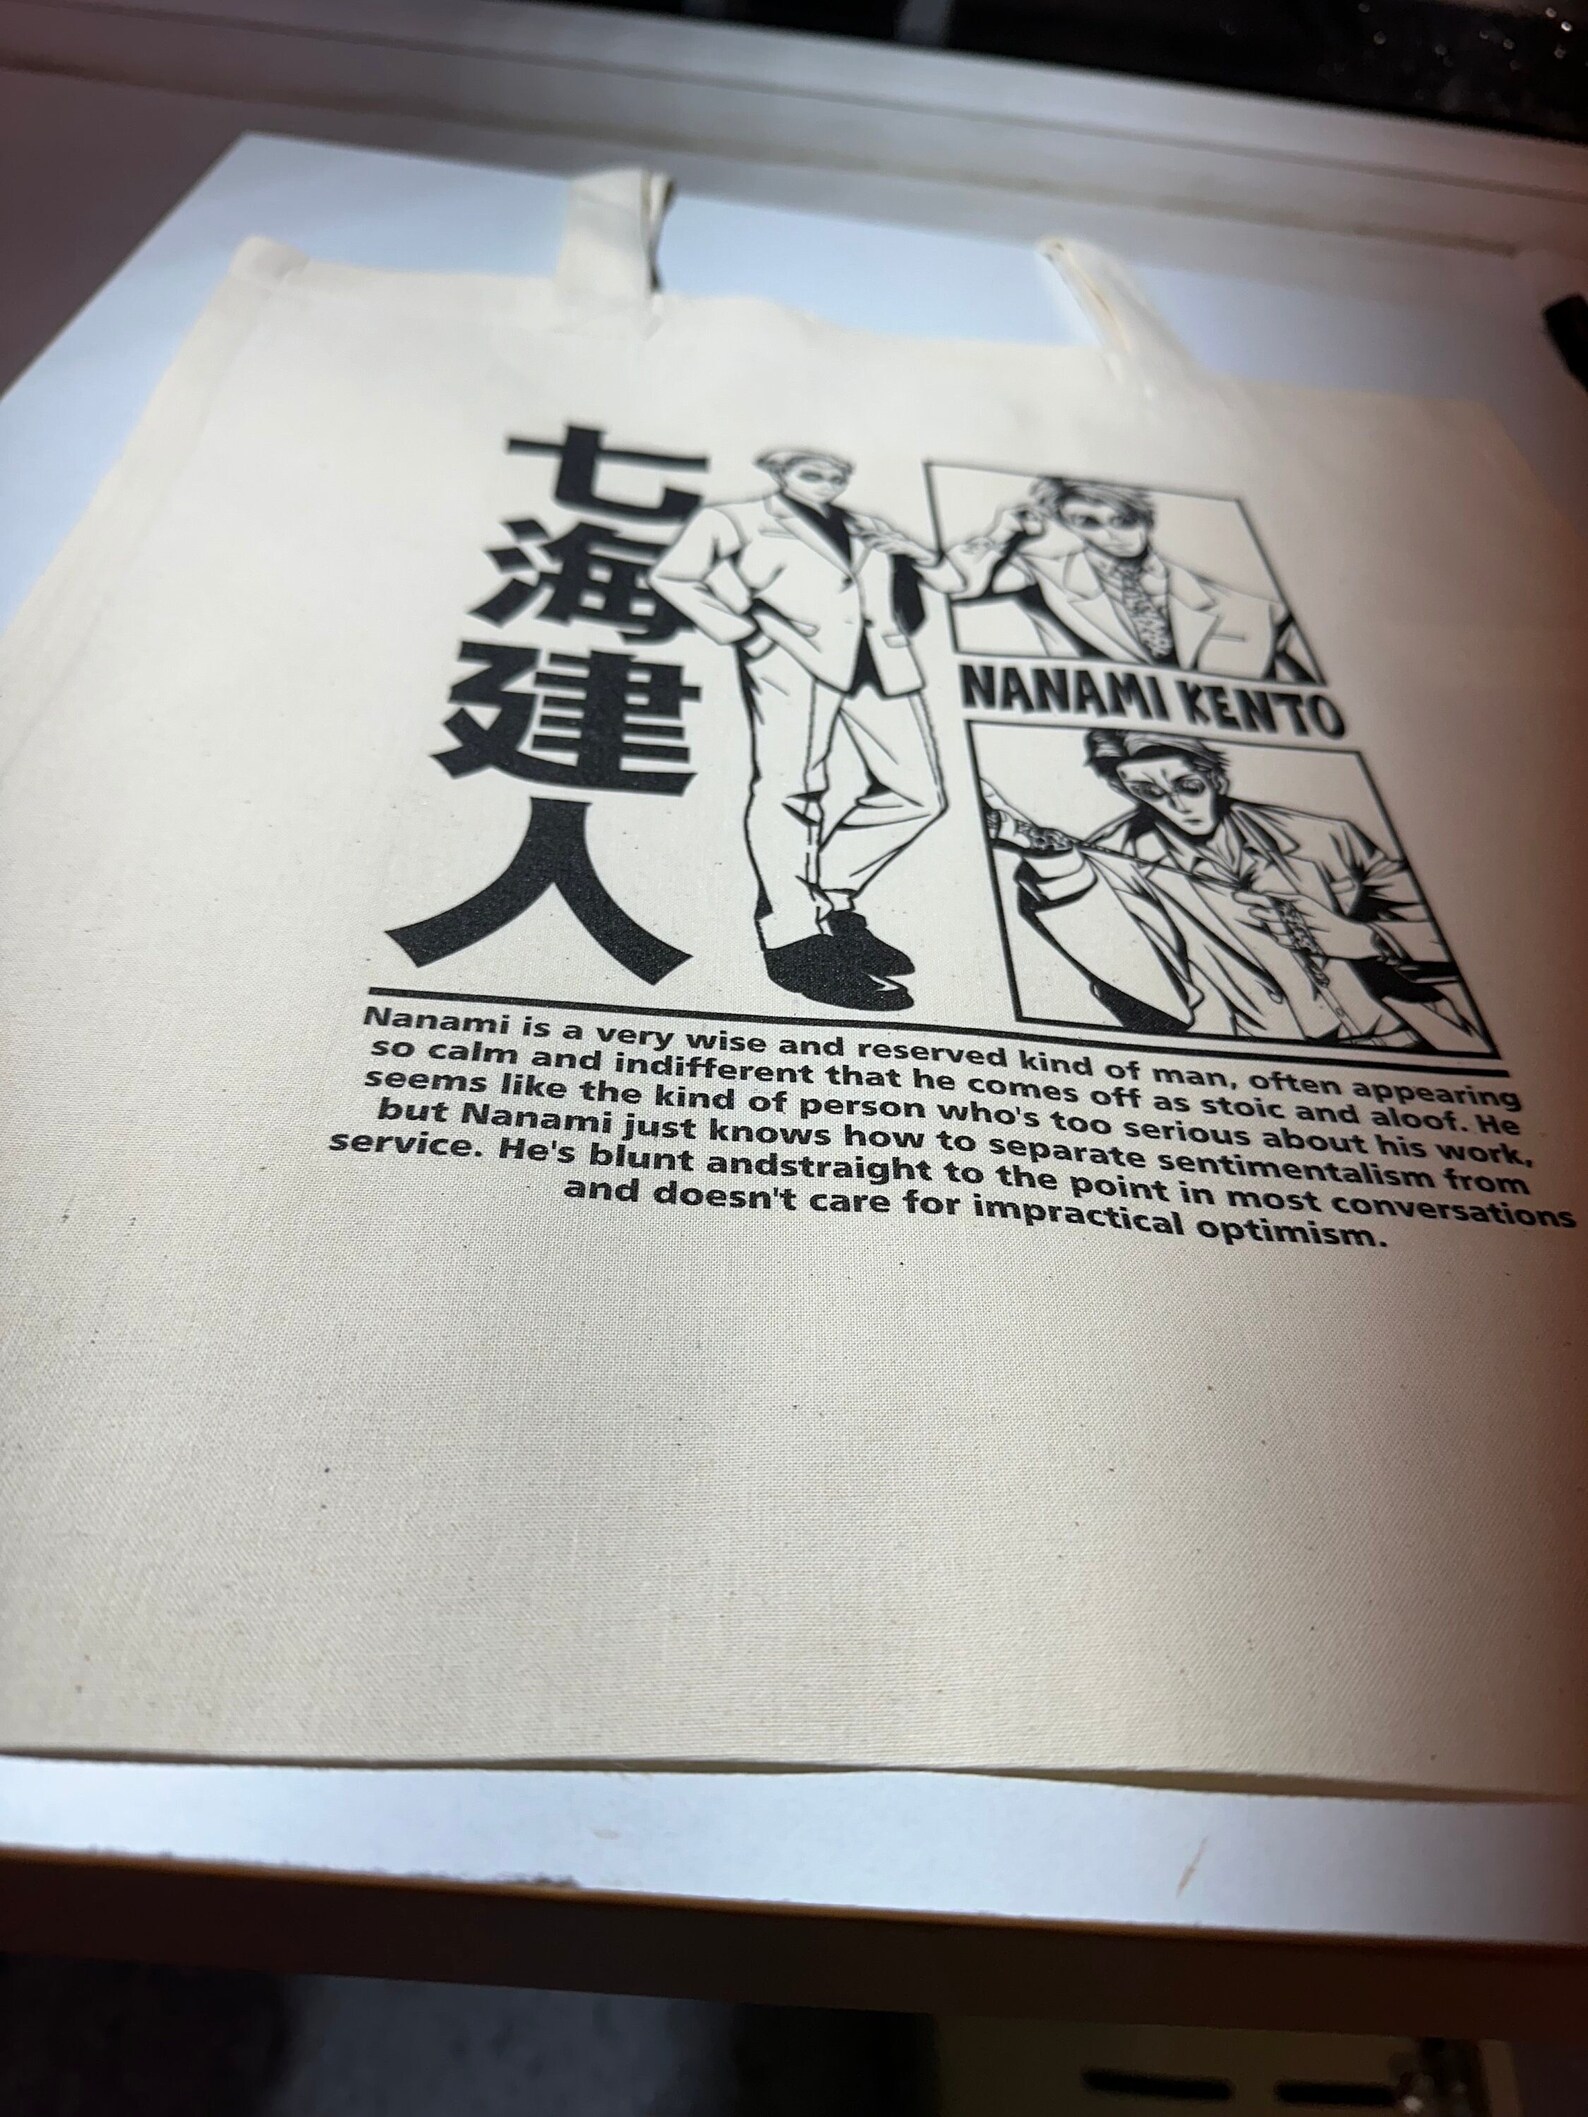 七海建人
NANAMI KENTO
Nanami is a very wise and reserved kind of man, often appearing
so calm and indifferent that he comes off as stoic and aloof. He
seems like the kind of person who's too serious about his work,
but Nanami just knows how to separate sentimentalism from
service. He's blunt andstraight to the point in most conversations
and doesn't care for impractical optimism.